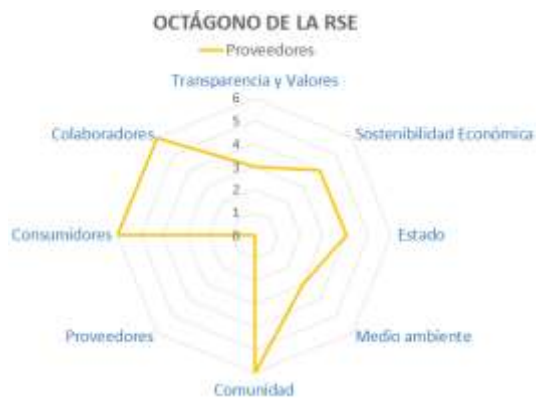 OCTÁGONO DE LA RSE
Proveedores
Transparencia y Valores
6
5
4
3
2
1
0
Colaboradores
Sostenibilidad Económica
Consumidores
Estado
Proveedores
Medio ambiente
Comunidad